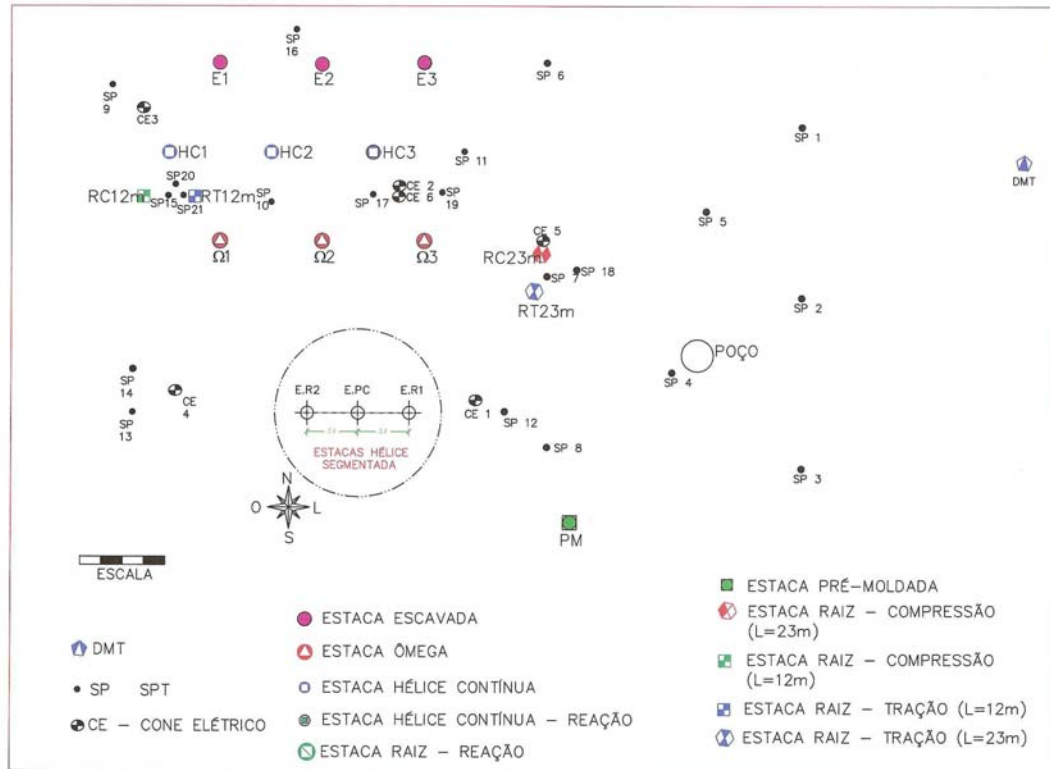 SP
16
E1
E2
E3
SP 6
SP
9
CE3
SP 1
HC1
HC2
HC3
SP 11
DMT
SP20
CE 2
CE 6
RC12m
SP15
SP21
RT12m
SP
10
SP 17
SP
19
SP 5
Ω1
Ω2
Ω3
CE 5
RC23m
SP 7
SP 18
RT23m
SP 2
POÇO
SP 4
SP
14
CE
4
SP
13
E.R2
E.PC
E.R1
ESTACAS HÉLICE
SEGMENTADA
CE 1
SP 12
SP 8
SP 3
N
O
L
S
PM
ESCALA
DMT
SP SPT
CE - CONE ELÉTRICO
ESTACA ESCAVADA
ESTACA ÔMEGA
ESTACA HÉLICE CONTÍNUA
ESTACA HÉLICE CONTÍNUA - REAÇÃO
ESTACA RAIZ - REAÇÃO
ESTACA PRÉ-MOLDADA
ESTACA RAIZ - COMPRESSÃO
(L=23m)
ESTACA RAIZ - COMPRESSÃO
(L=12m)
ESTACA RAIZ - TRAÇÃO (L=12m)
ESTACA RAIZ - TRAÇÃO (L=23m)